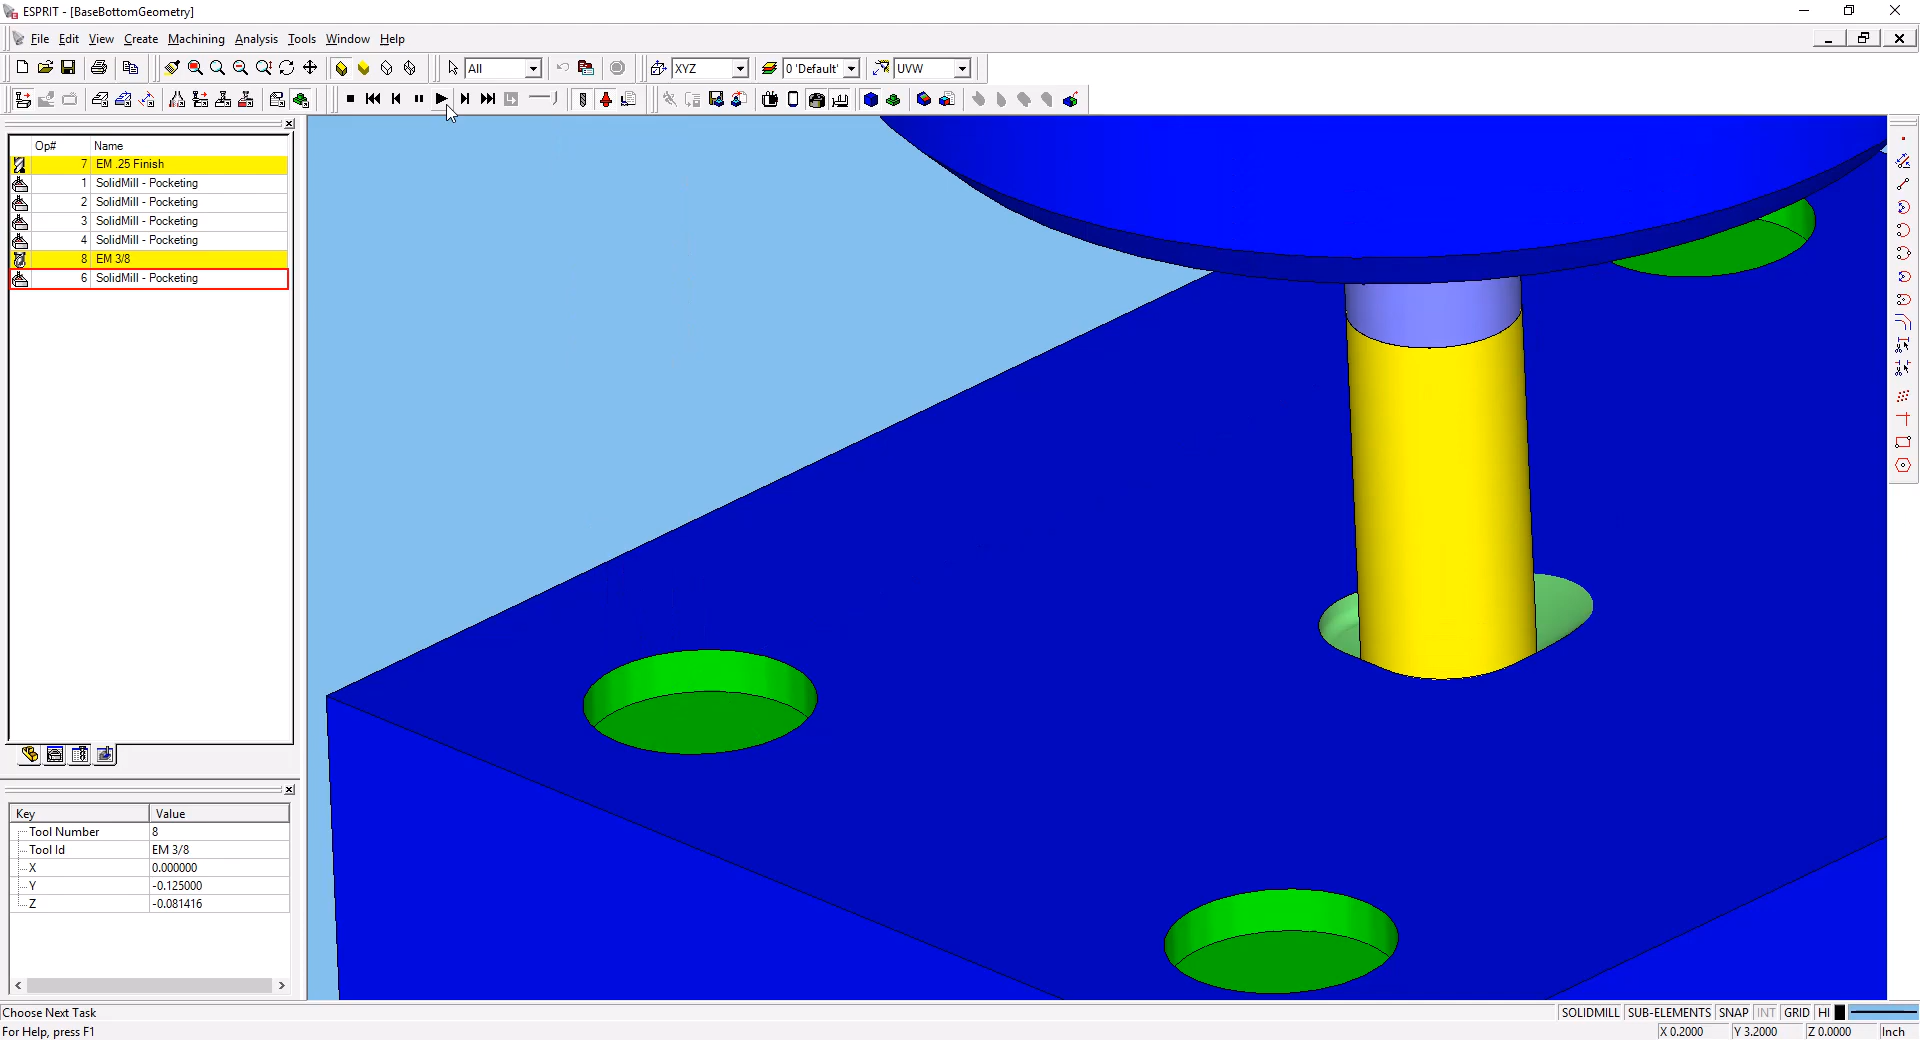 ESPRIT - [BaseBottomGeometry]
File Edit View Create Machining Analysis Tools Window Help
All XYZ 0 'Default' UVW
Op# Name
7 EM .25 Finish
1 SolidMill - Pocketing
2 SolidMill - Pocketing
3 SolidMill - Pocketing
4 SolidMill - Pocketing
8 EM 3/8
6 SolidMill - Pocketing
Key Value
Tool Number 8
Tool Id EM 3/8
X 0.000000
Y -0.125000
Z -0.081416
Choose Next Task SOLIDMILL SUB-ELEMENTS SNAP INT GRID HI
For Help, press F1 X 0.2000 Y 3.2000 Z 0.0000 Inch